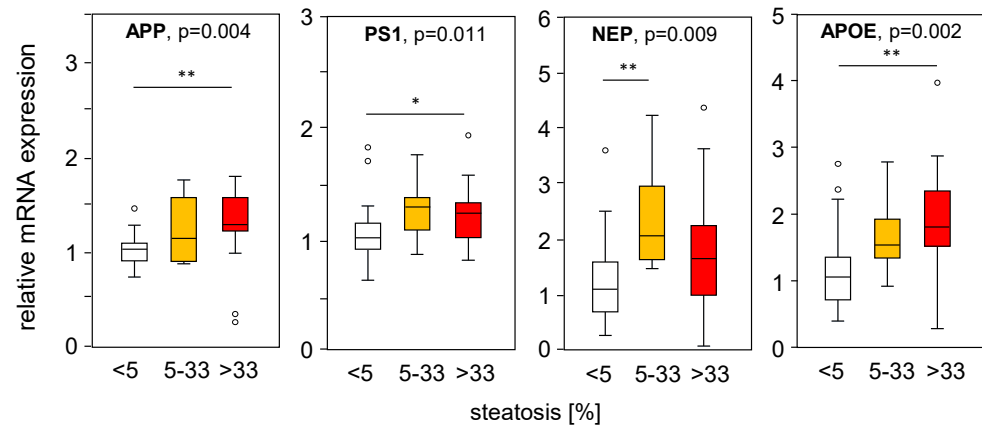 relative mRNA expression
APP, p=0.004
**
3
2
1
0
<5 5-33 >33
PS1, p=0.011
*
3
2
1
0
<5 5-33 >33
NEP, p=0.009
**
6
5
4
3
2
1
0
<5 5-33 >33
APOE, p=0.002
**
5
4
3
2
1
0
<5 5-33 >33
steatosis [%]